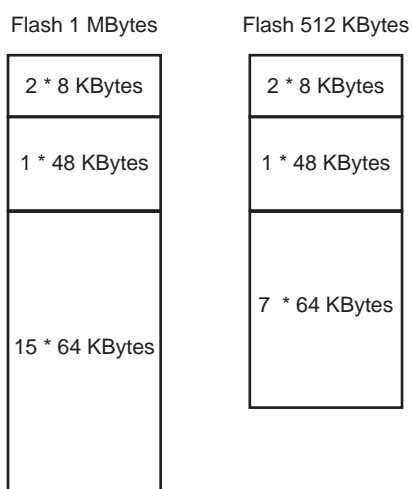 Flash 1 MBytes
2 * 8 KBytes
1 * 48 KBytes
15 * 64 KBytes
Flash 512 KBytes
2 * 8 KBytes
1 * 48 KBytes
7 * 64 KBytes